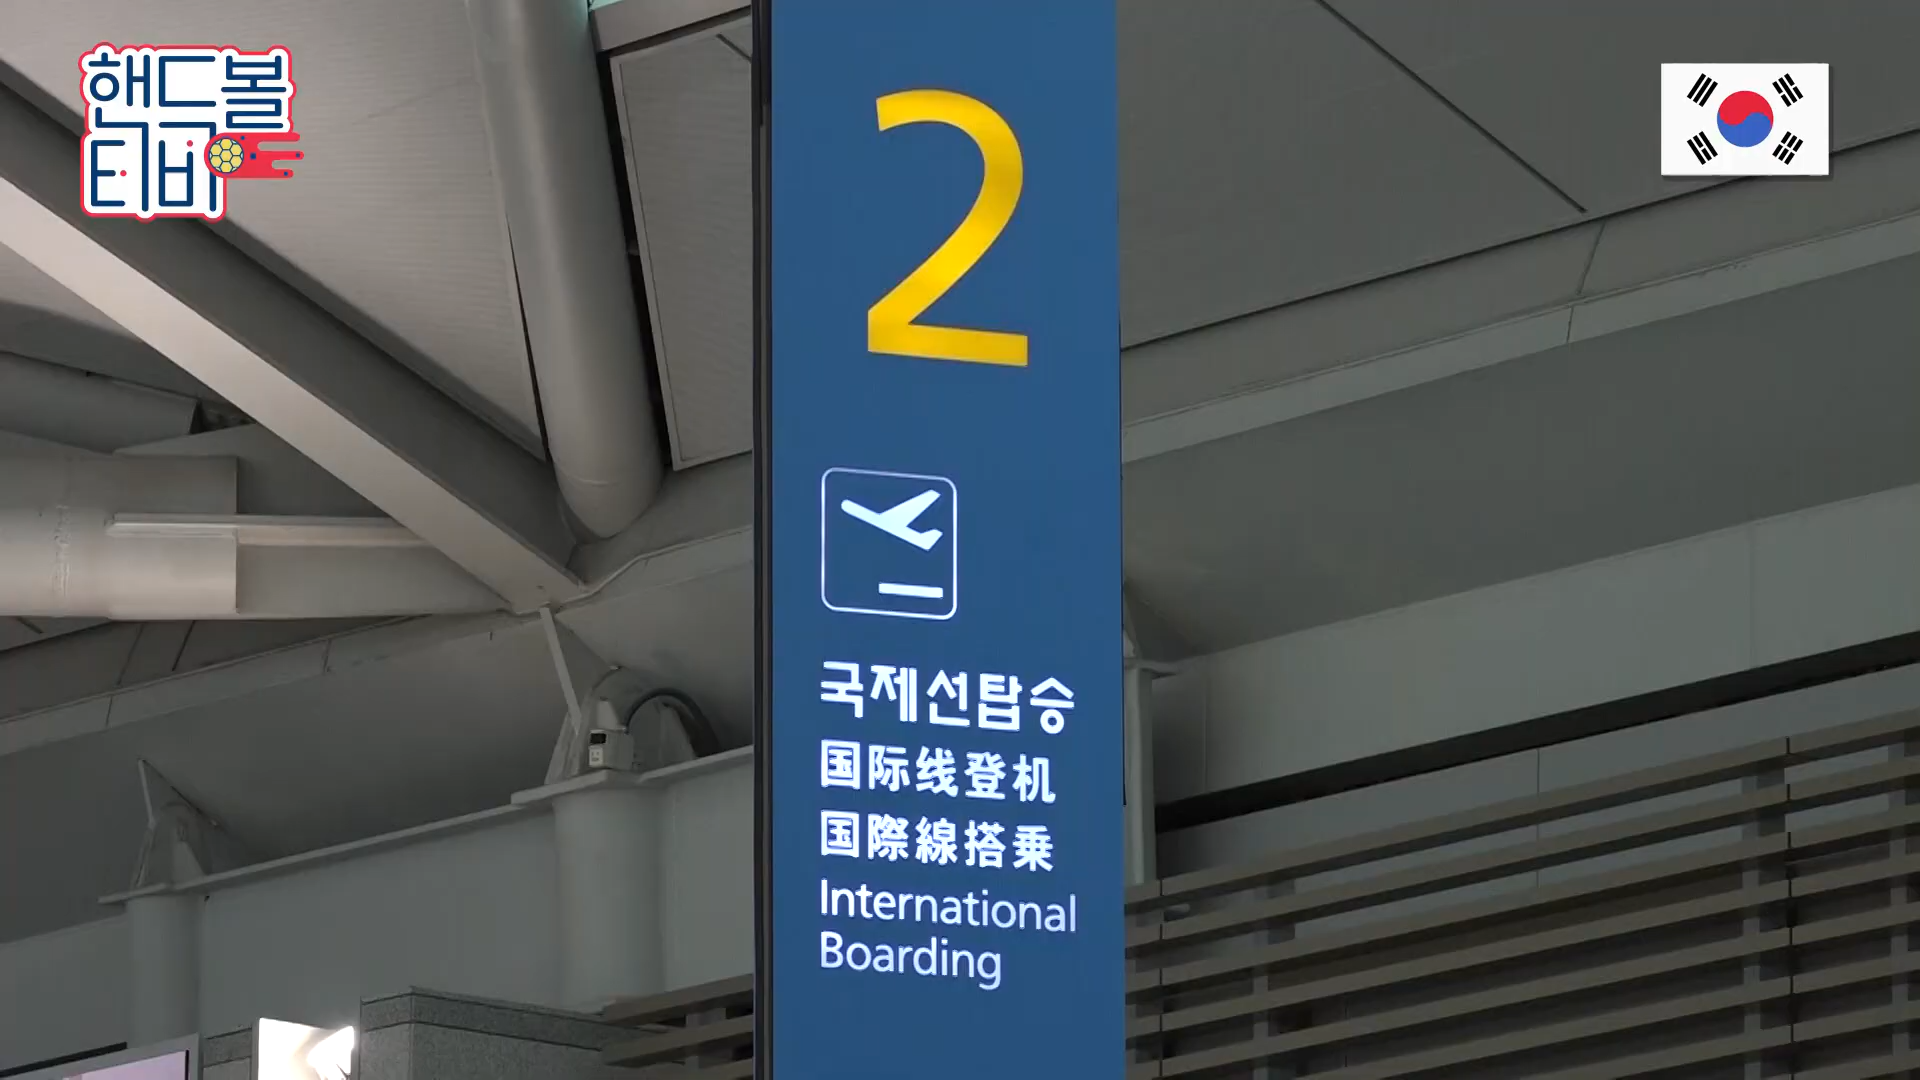 핸드볼
티비
2
국제선탑승
国际线登机
国際線搭乗
International
Boarding